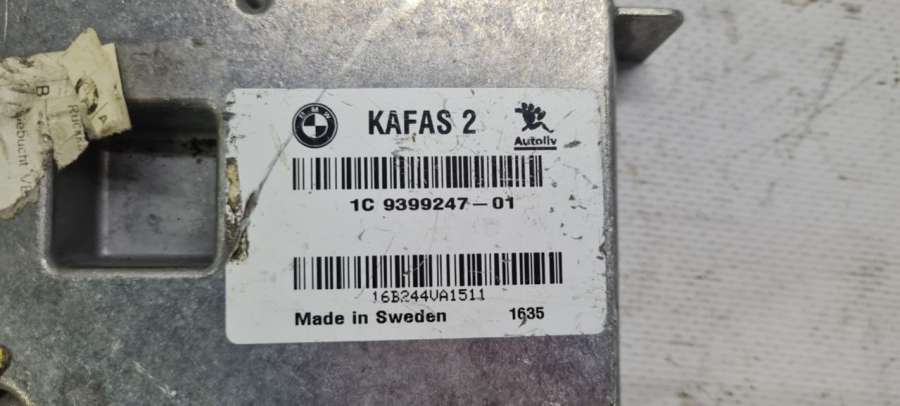 BMW
KAFAS 2
Autoliv
1C 9399247-01
16B244VA1511
Made in Sweden 1635
B
A